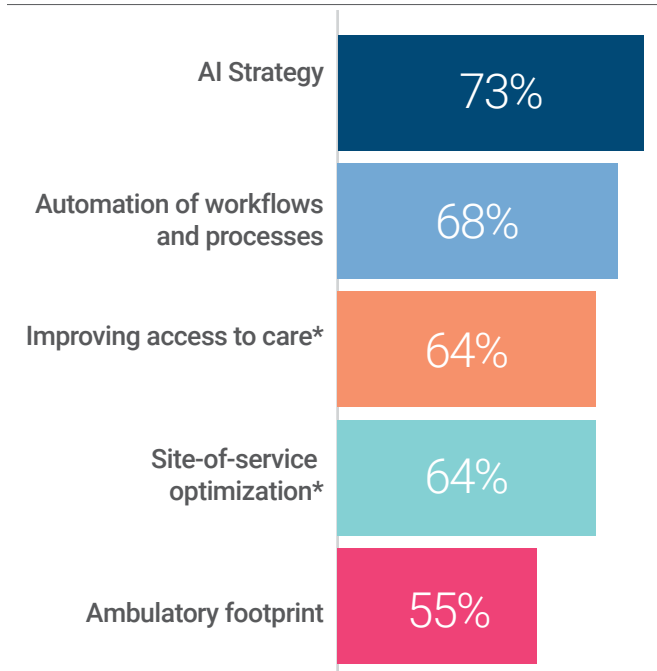 AI Strategy
73%
Automation of workflows
and processes
68%
Improving access to care*
64%
Site-of-service
optimization*
64%
Ambulatory footprint
55%